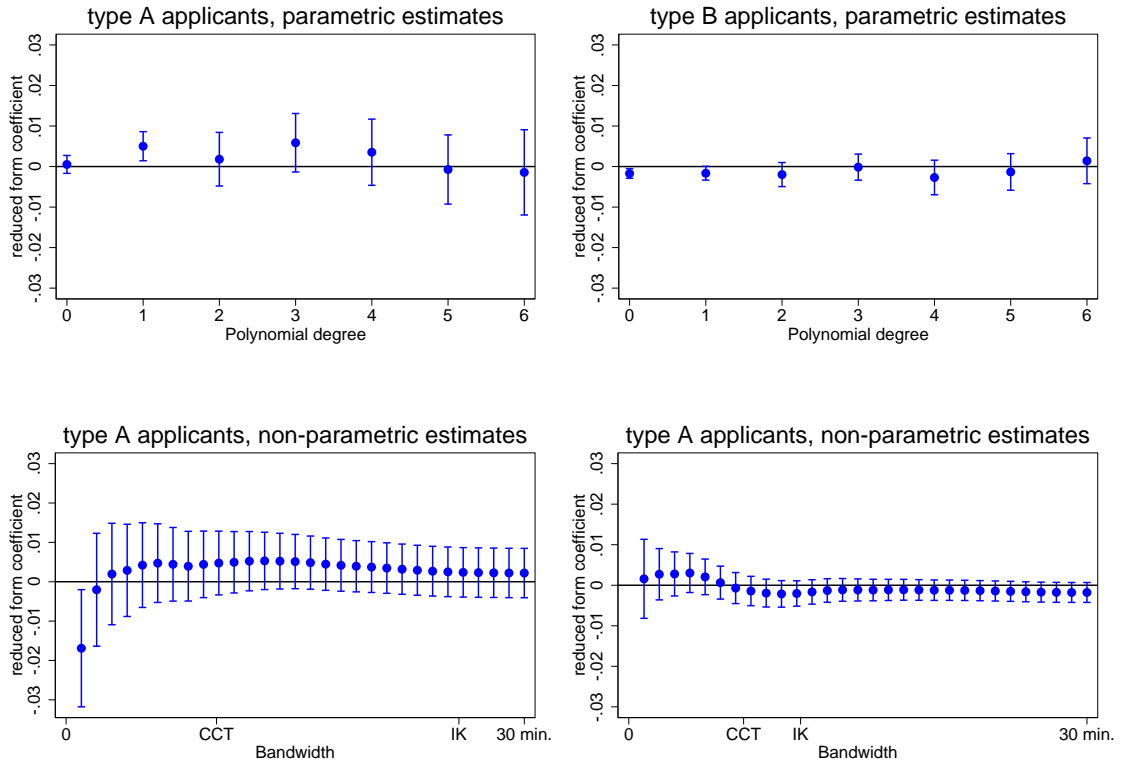 type A applicants, parametric estimates
reduced form coefficient
.03
.02
.01
0
-.01
-.02
-.03
0 1 2 3 4 5 6
Polynomial degree
type B applicants, parametric estimates
reduced form coefficient
.03
.02
.01
0
-.01
-.02
-.03
0 1 2 3 4 5 6
Polynomial degree
type A applicants, non-parametric estimates
reduced form coefficient
.03
.02
.01
0
-.01
-.02
-.03
0 CCT IK 30 min.
Bandwidth
type A applicants, non-parametric estimates
reduced form coefficient
.03
.02
.01
0
-.01
-.02
-.03
0 CCT IK 30 min.
Bandwidth